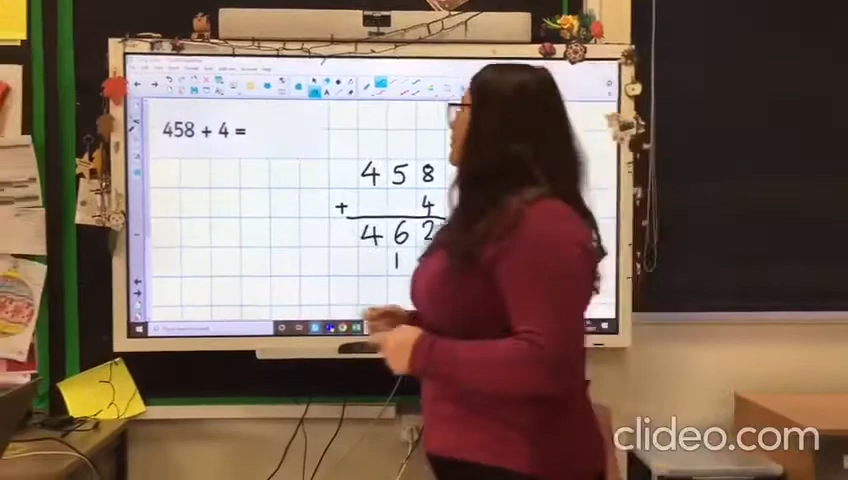 458 + 4 =
4 5 8
+ 4
4 6 2
1
clideo.com